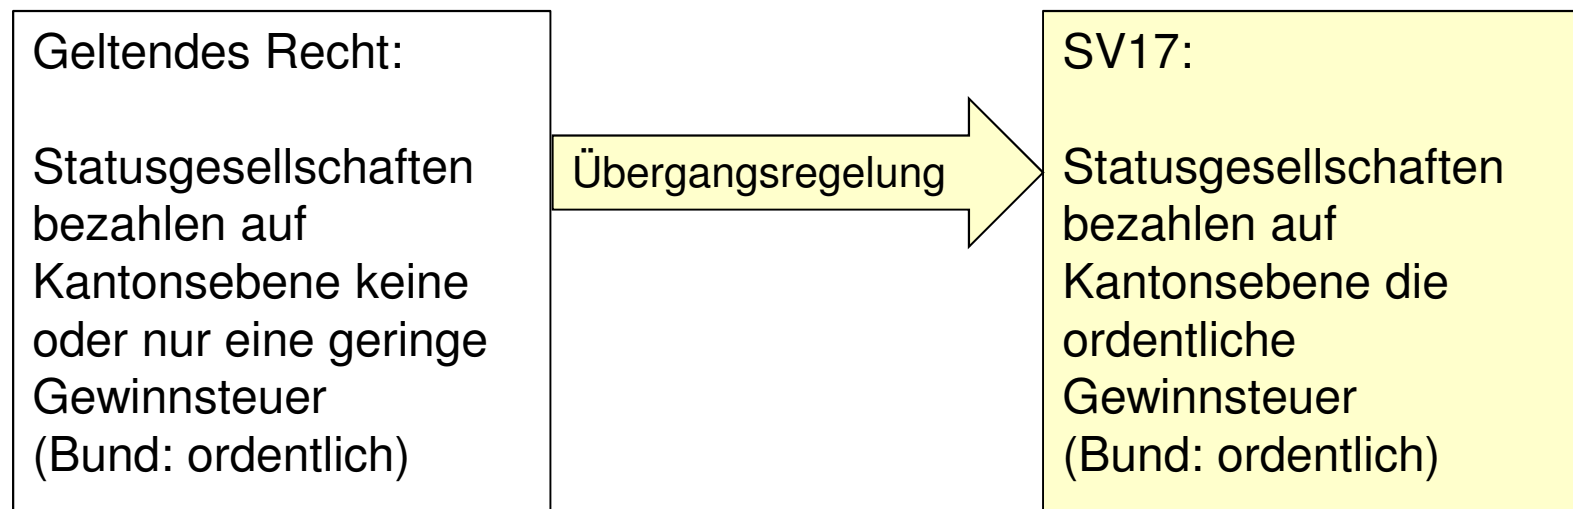 Geltendes Recht:
Statusgesellschaften
bezahlen auf
Kantonsebene keine
oder nur eine geringe
Gewinnsteuer
(Bund: ordentlich)
Übergangsregelung
SV17:
Statusgesellschaften
bezahlen auf
Kantonsebene die
ordentliche
Gewinnsteuer
(Bund: ordentlich)